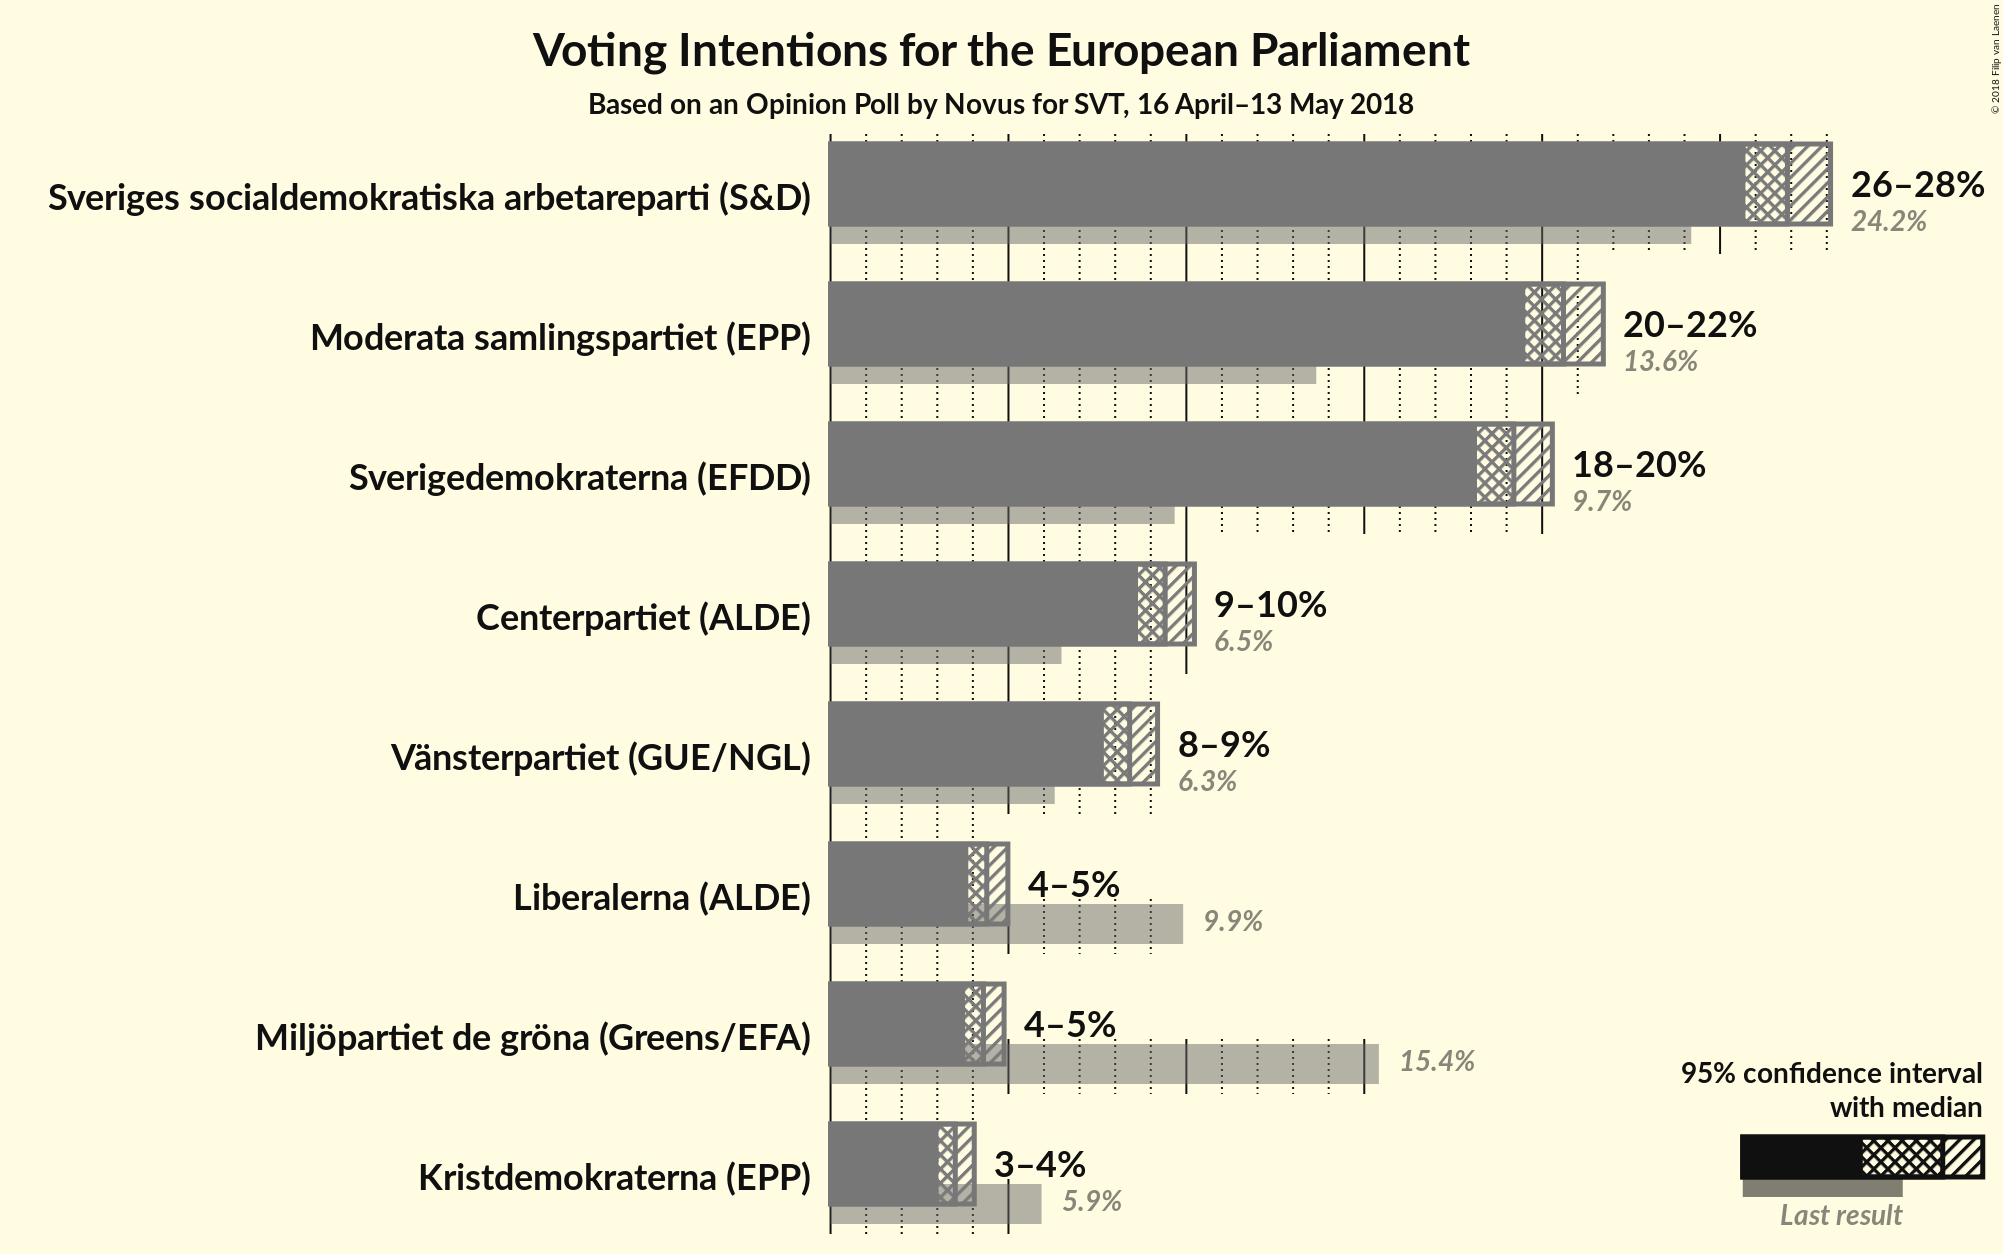 Voting Intentions for the European Parliament
Based on an Opinion Poll by Novus for SVT, 16 April–13 May 2018
© 2018 Filip van Laenen
Sveriges socialdemokratiska arbetareparti (S&D)
26–28%
24.2%
Moderata samlingspartiet (EPP)
20–22%
13.6%
Sverigedemokraterna (EFDD)
18–20%
9.7%
Centerpartiet (ALDE)
9–10%
6.5%
Vänsterpartiet (GUE/NGL)
8–9%
6.3%
Liberalerna (ALDE)
4–5%
9.9%
Miljöpartiet de gröna (Greens/EFA)
4–5%
15.4%
Kristdemokraterna (EPP)
3–4%
5.9%
95% confidence interval
with median
Last result